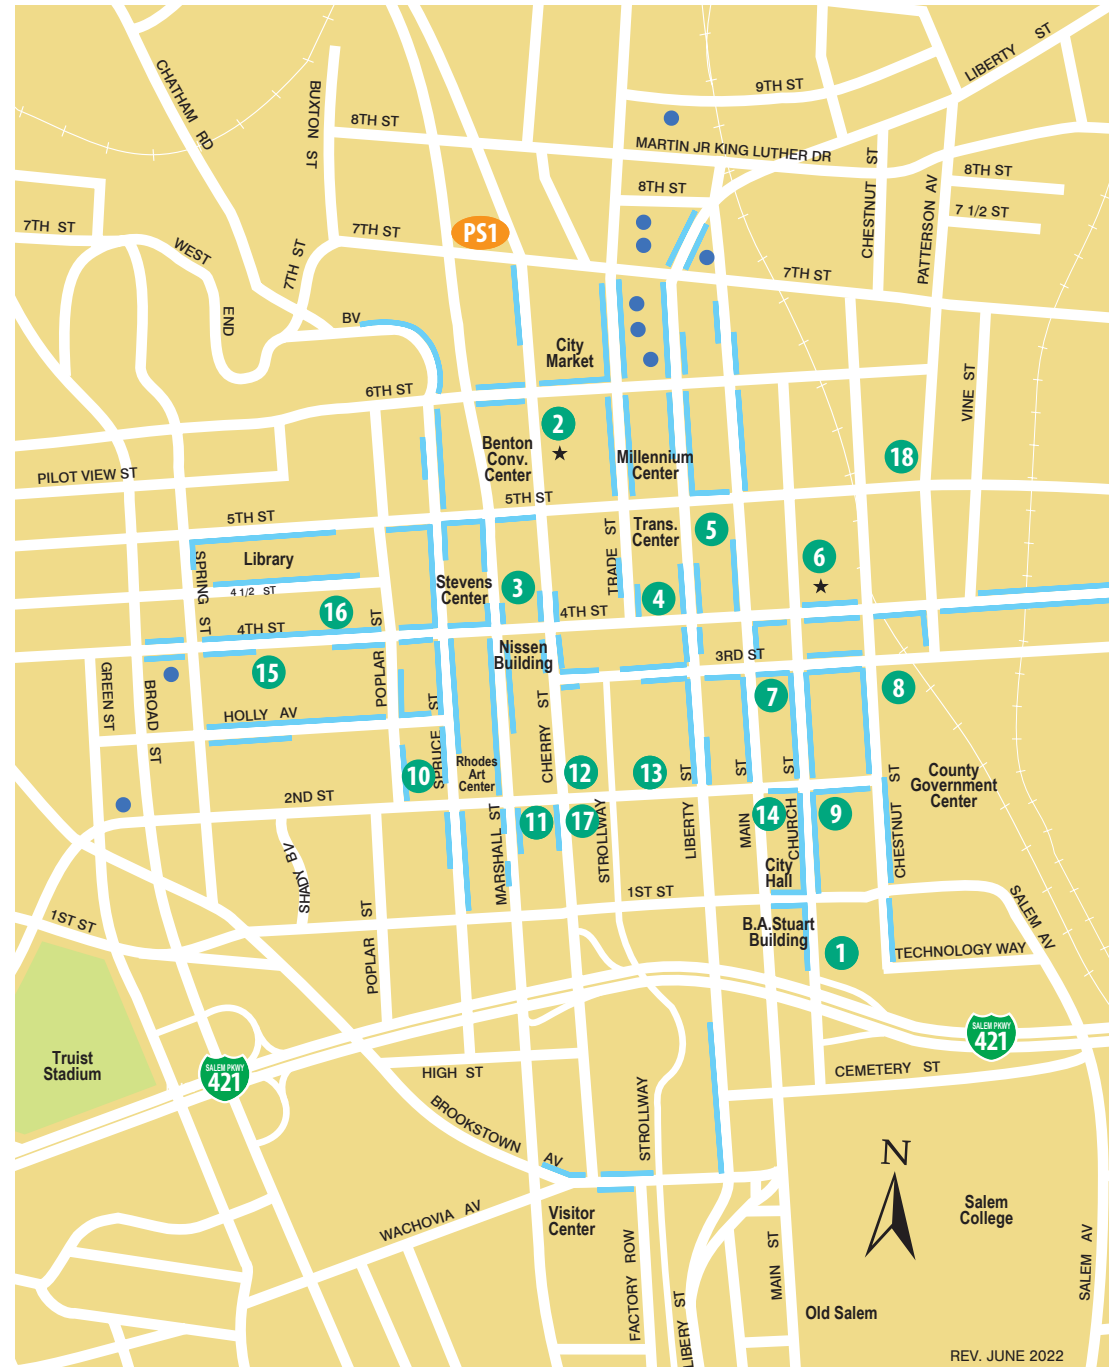 LIBERTY ST
CHATHAM RD
BUXTON ST
9TH ST
8TH ST
MARTIN JR KING LUTHER DR
CHESTNUT ST
PATTERSON AV
8TH ST
8TH ST
7 1/2 ST
7TH ST
WEST
END
BV
7TH ST
7TH ST
PS1
7TH ST
City
Market
6TH ST
VINE ST
2
Benton
Conv.
Center
Millennium
Center
18
PILOT VIEW ST
5TH ST
5TH ST
TRADE ST
Trans.
Center
5
6
Library
SPRING ST
4 1/2 ST
Stevens
Center
3
4
16
4TH ST
4TH ST
POPLAR ST
Nissen
Building
3RD ST
15
7
8
GREEN ST
BROAD ST
HOLLY AV
SPRUCE ST
CHERRY ST
10
Rhodes
Art
Center
12
13
LIBERTY ST
MAIN ST
CHURCH ST
CHESTNUT ST
County
Government
Center
2ND ST
MARSHALL ST
11
17
STROLLWAY
14
9
SHADY BV
City
Hall
1ST ST
1ST ST
POPLAR ST
B.A.Stuart
Building
1
SALEM AV
TECHNOLOGY WAY
SALEM PKWY
421
Truist
Stadium
SALEM PKWY
421
HIGH ST
CEMETERY ST
BROOKSTOWN AV
STROLLWAY
N
WACHOVIA AV
Visitor
Center
Salem
College
FACTORY ROW
LIBERY ST
MAIN ST
SALEM AV
Old Salem
REV. JUNE 2022